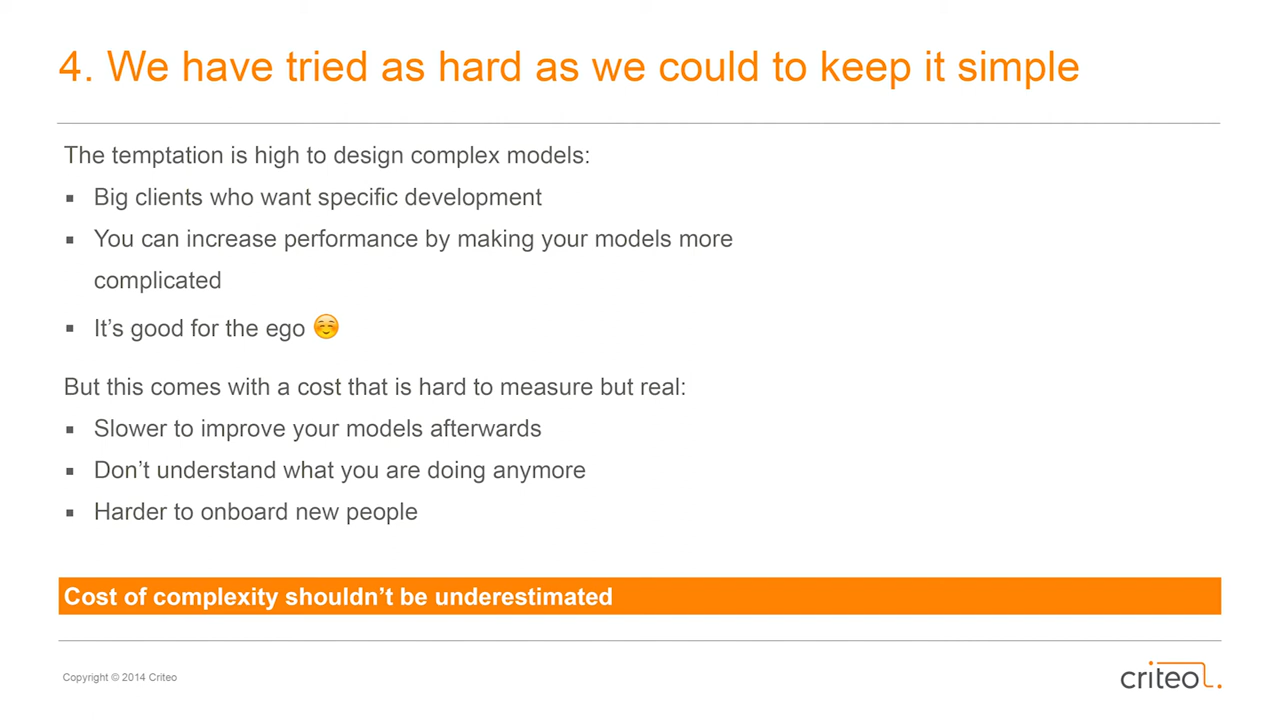 4. We have tried as hard as we could to keep it simple
The temptation is high to design complex models:
▪ Big clients who want specific development
▪ You can increase performance by making your models more
complicated
▪ It’s good for the ego ☺️
But this comes with a cost that is hard to measure but real:
▪ Slower to improve your models afterwards
▪ Don’t understand what you are doing anymore
▪ Harder to onboard new people
Cost of complexity shouldn’t be underestimated
Copyright © 2014 Criteo
criteo